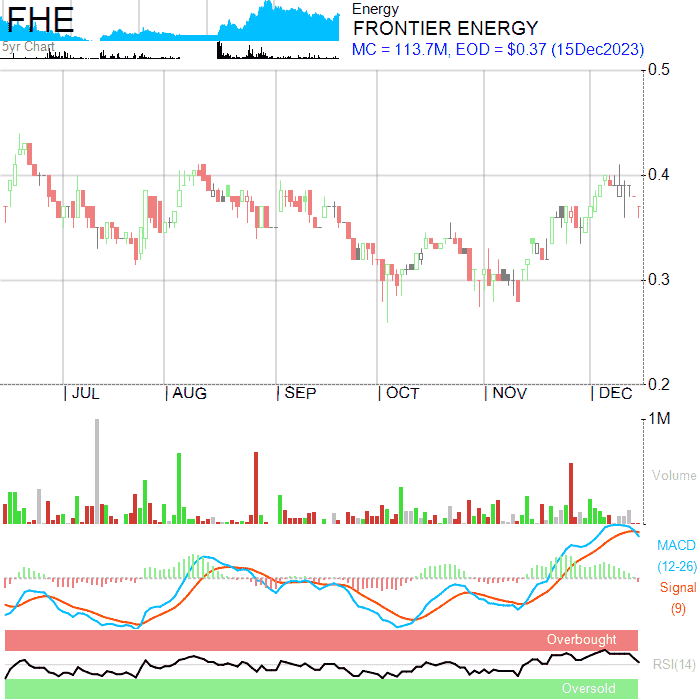 FHE
5yr Chart
Energy
FRONTIER ENERGY
MC = 113.7M, EOD = $0.37 (15Dec2023)
0.5
0.4
0.3
0.2
| JUL | AUG | SEP | OCT | NOV | DEC
1M
Volume
MACD
(12-26)
Signal
(9)
Overbought
RSI(14)
Oversold